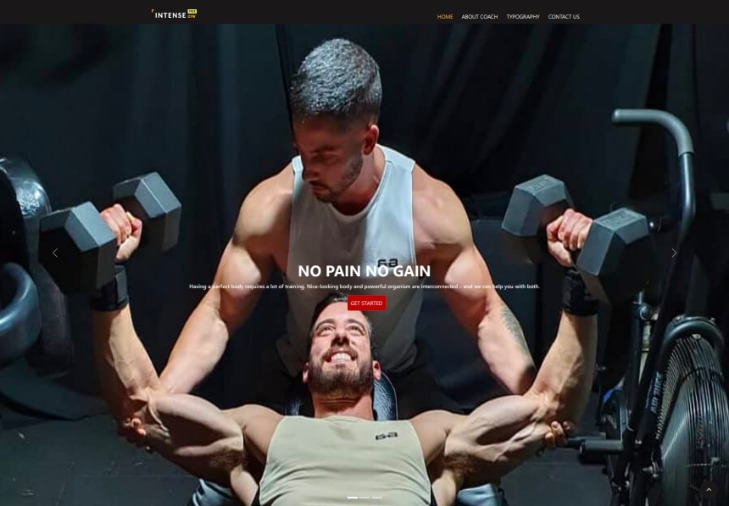 INTENSE FREE GYM
HOME ABOUT COACH TYPOGRAPHY CONTACT US
NO PAIN NO GAIN
Having a perfect body requires a lot of training. Nice-looking body and powerful organism are interconnected – and we can help you with both.
GET STARTED